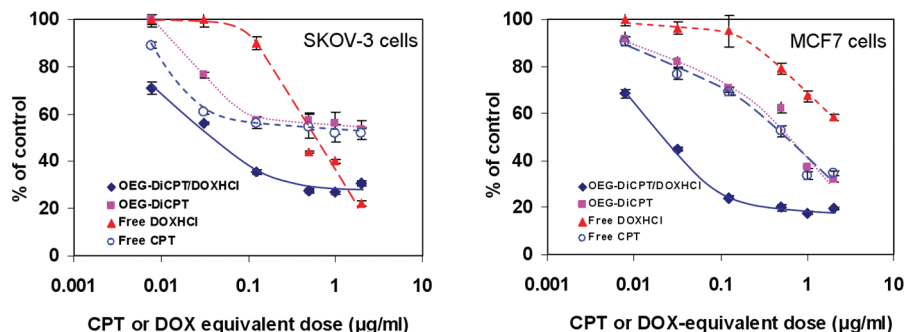 SKOV-3 cells
% of control
100
80
60
40
20
0
OEG-DiCPT/DOXHCl
OEG-DiCPT
Free DOXHCl
Free CPT
0.001
0.01
0.1
1
10
CPT or DOX equivalent dose (µg/ml)
MCF7 cells
% of control
100
80
60
40
20
0
OEG-DiCPT/DOXHCl
OEG-DiCPT
Free DOXHCl
Free CPT
0.001
0.01
0.1
1
10
CPT or DOX-equivalent dose (µg/ml)